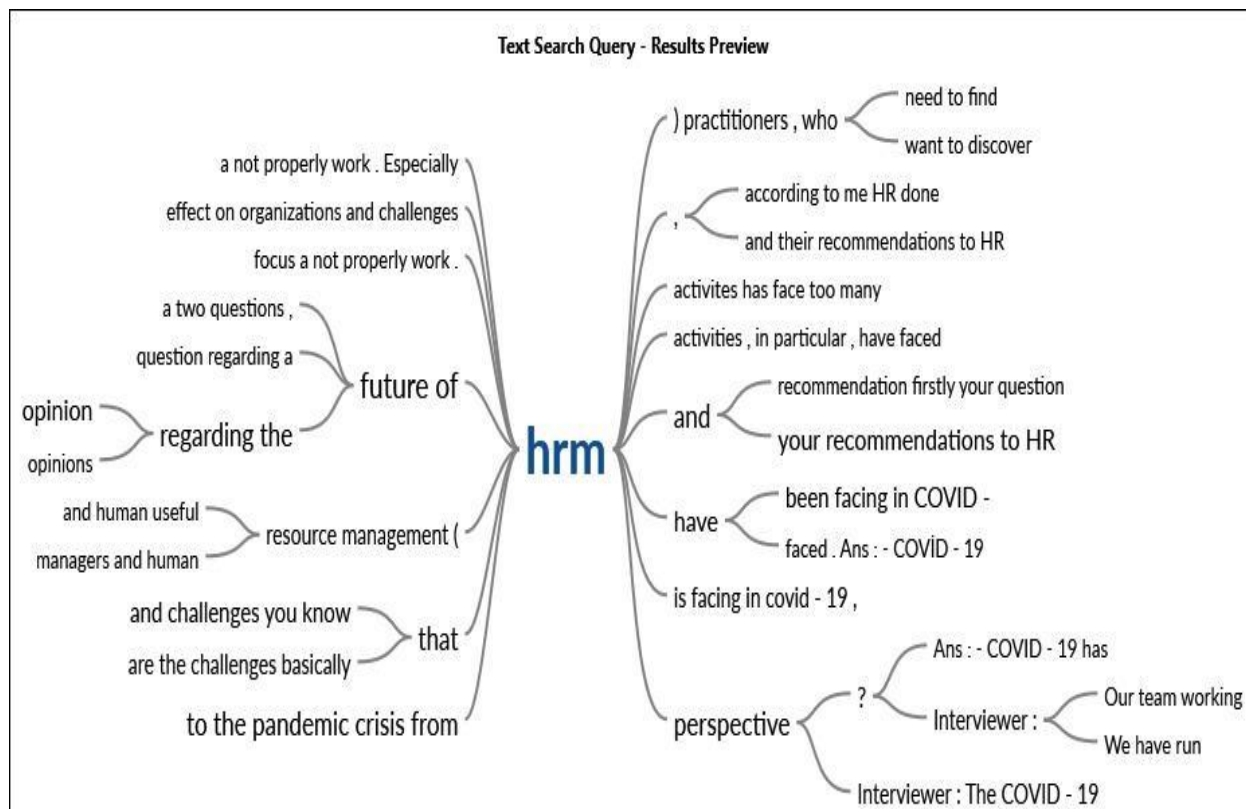 Text Search Query - Results Preview
a not properly work . Especially
effect on organizations and challenges
focus a not properly work .
a two questions ,
question regarding a
opinion
opinions
regarding the
future of
and human useful
managers and human
resource management (
and challenges you know
are the challenges basically
that
to the pandemic crisis from
hrm
) practitioners , who
need to find
want to discover
,
according to me HR done
and their recommendations to HR
activites has face too many
activities , in particular , have faced
and
recommendation firstly your question
your recommendations to HR
have
been facing in COVID -
faced . Ans : - COVİD - 19
is facing in covid - 19 ,
perspective
?
Ans : - COVID - 19 has
Interviewer :
Our team working
We have run
Interviewer : The COVID - 19